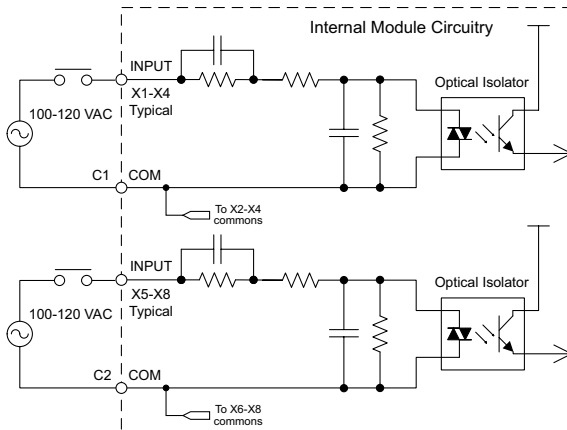 Internal Module Circuitry
INPUT
X1-X4
Typical
100-120 VAC
Optical Isolator
C1
COM
To X2-X4
commons
INPUT
X5-X8
Typical
100-120 VAC
Optical Isolator
C2
COM
To X6-X8
commons